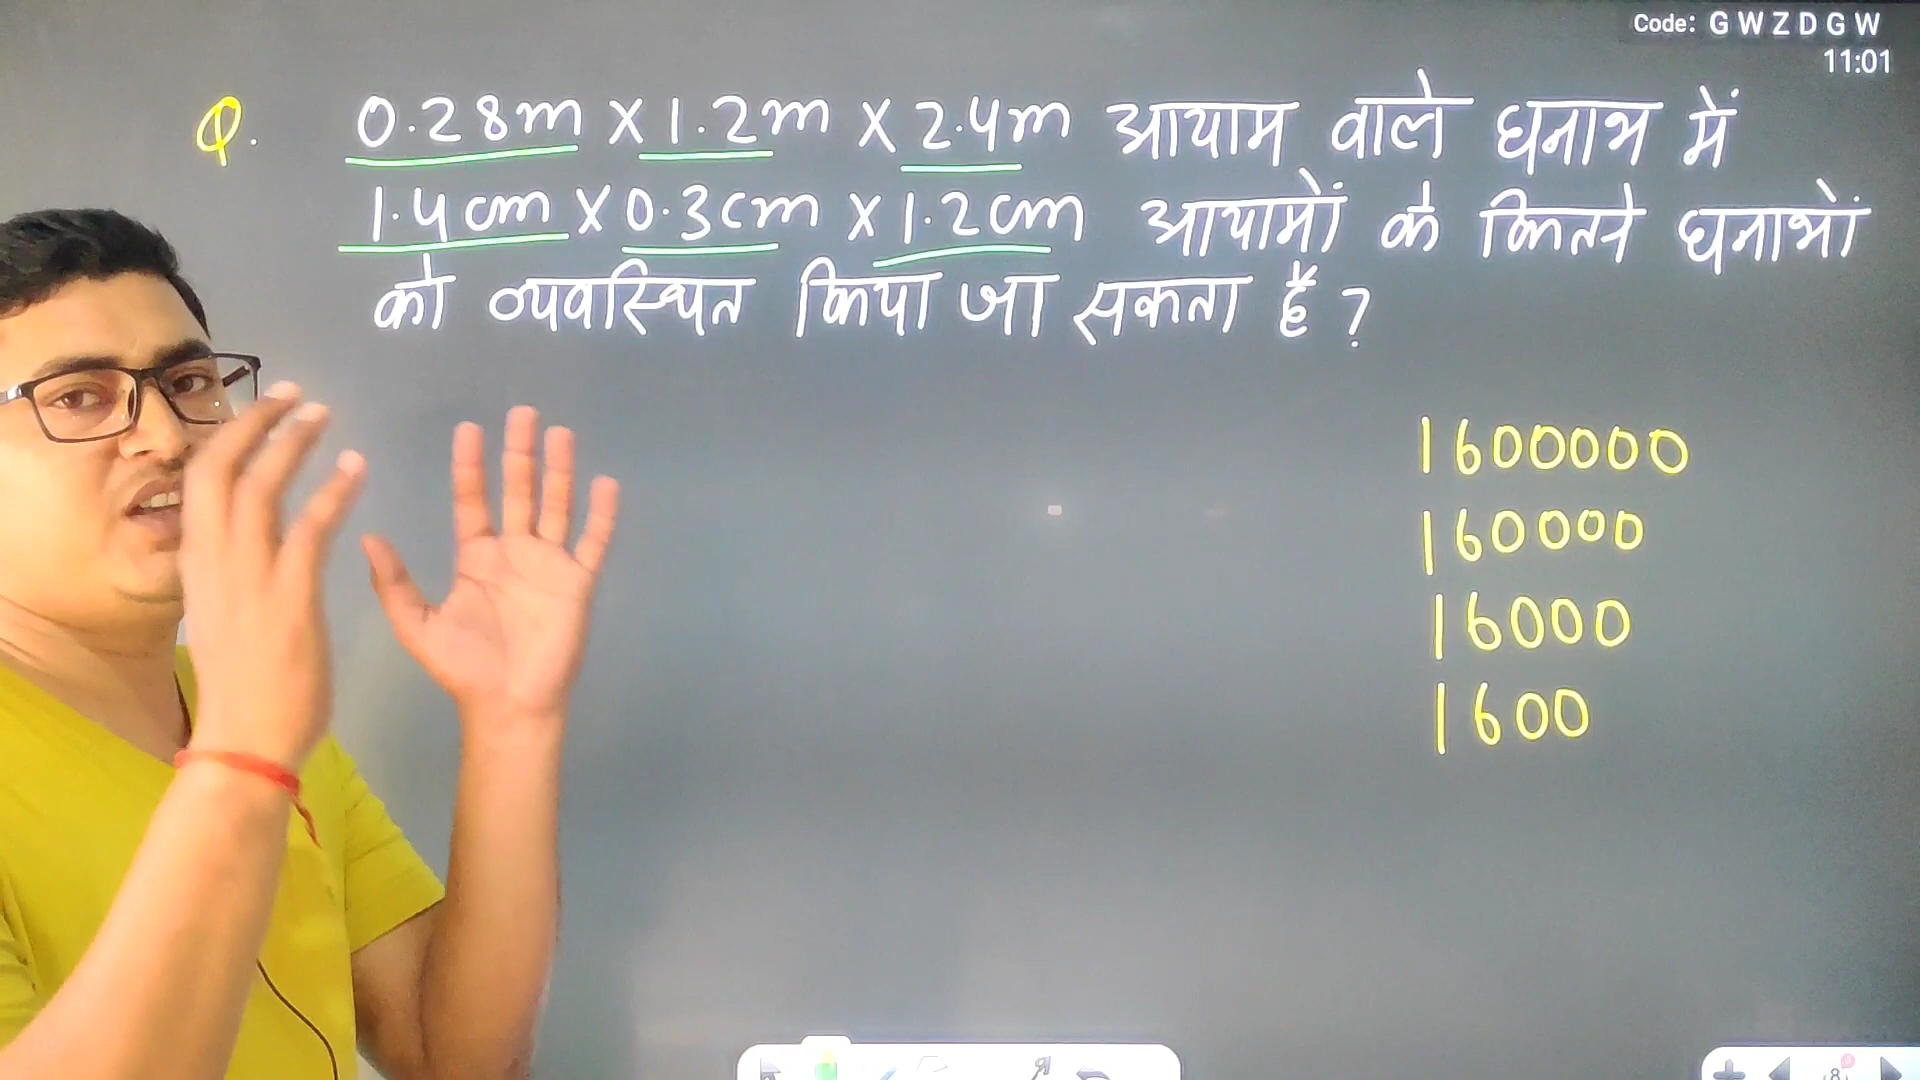 Code: G W Z D G W
11:01
Q. 0.28m x 1.2m x 2.4m आयाम वाले घनाभ में
1.4cm x 0.3cm x 1.2cm आयामों के कितने घनाभों
को व्यवस्थित किया जा सकता है ?
1600000
160000
16000
1600
8